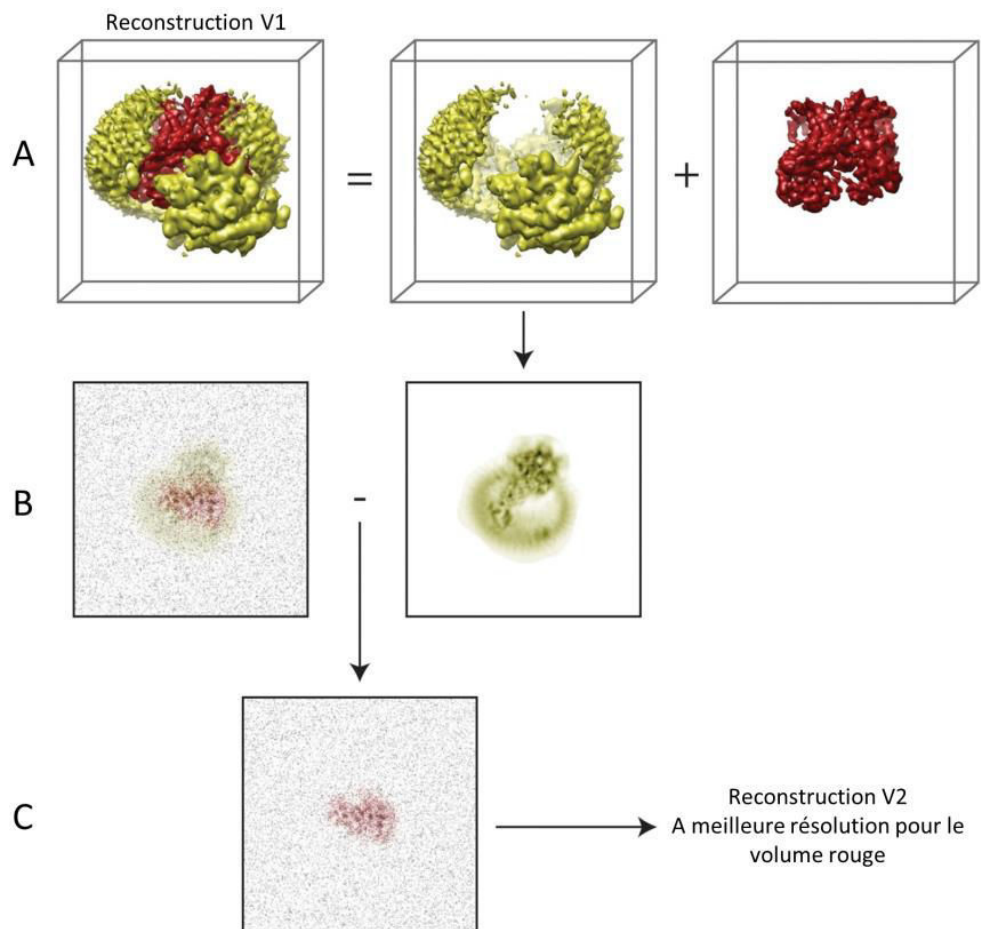 Reconstruction V1
A
=
+
B
-
C
Reconstruction V2
A meilleure résolution pour le
volume rouge